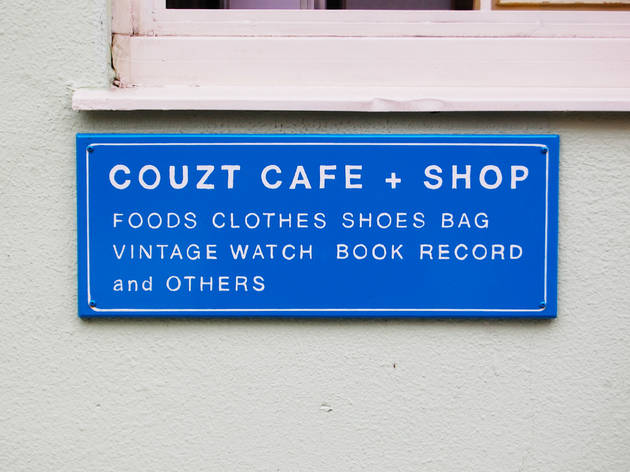 COUZT CAFE + SHOP
FOODS CLOTHES SHOES BAG
VINTAGE WATCH BOOK RECORD
and OTHERS